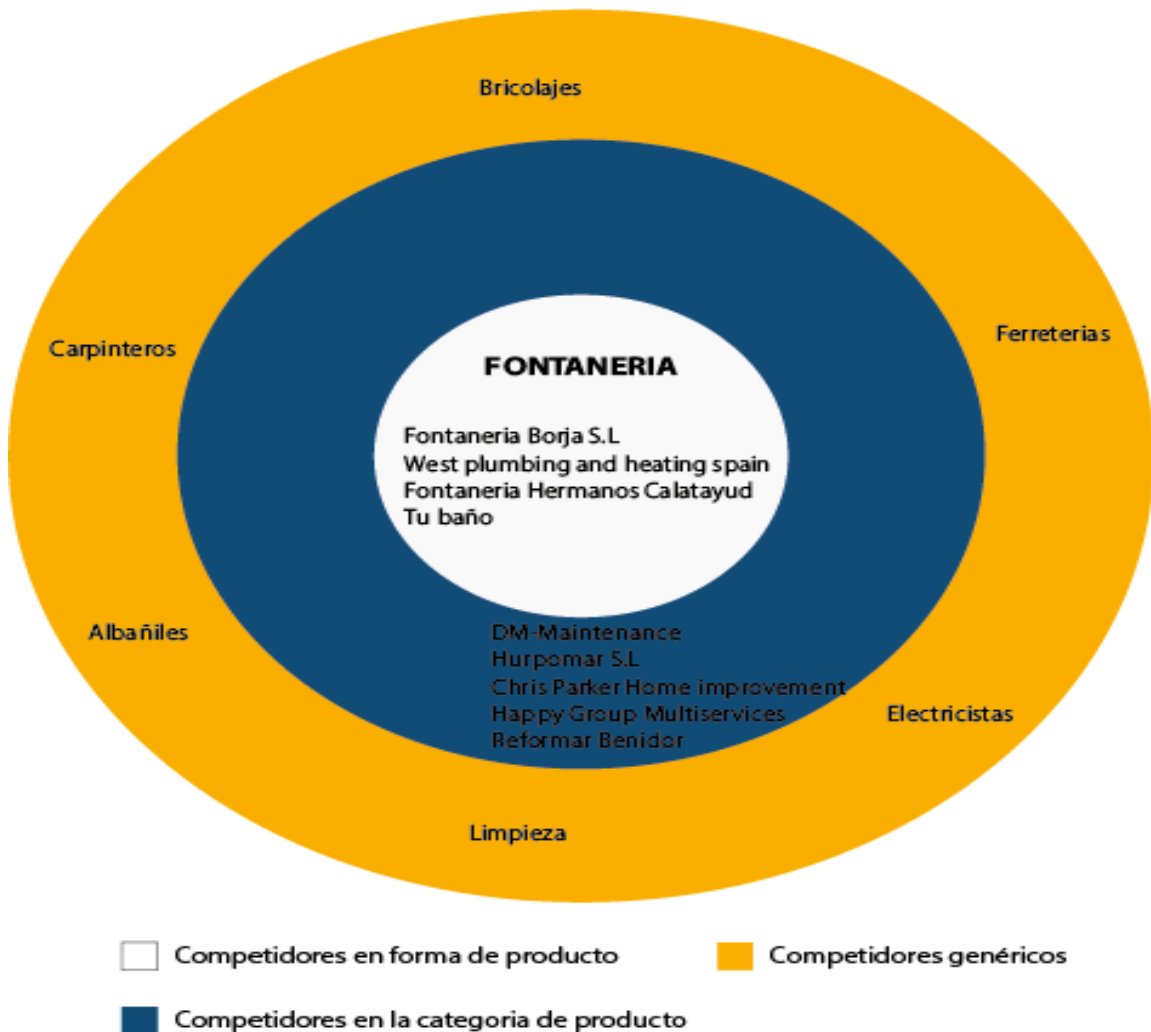 Bricolajes
Ferreterias
Carpinteros
FONTANERIA
Fontaneria Borja S.L
West plumbing and heating spain
Fontaneria Hermanos Calatayud
Tu baño
Albañiles
DM-Maintenance
Hurpomar S.L
Chris Parker Home improvement
Happy Group Multiservices
Reformar Benidor
Electricistas
Limpieza
Competidores en forma de producto
Competidores genéricos
Competidores en la categoria de producto